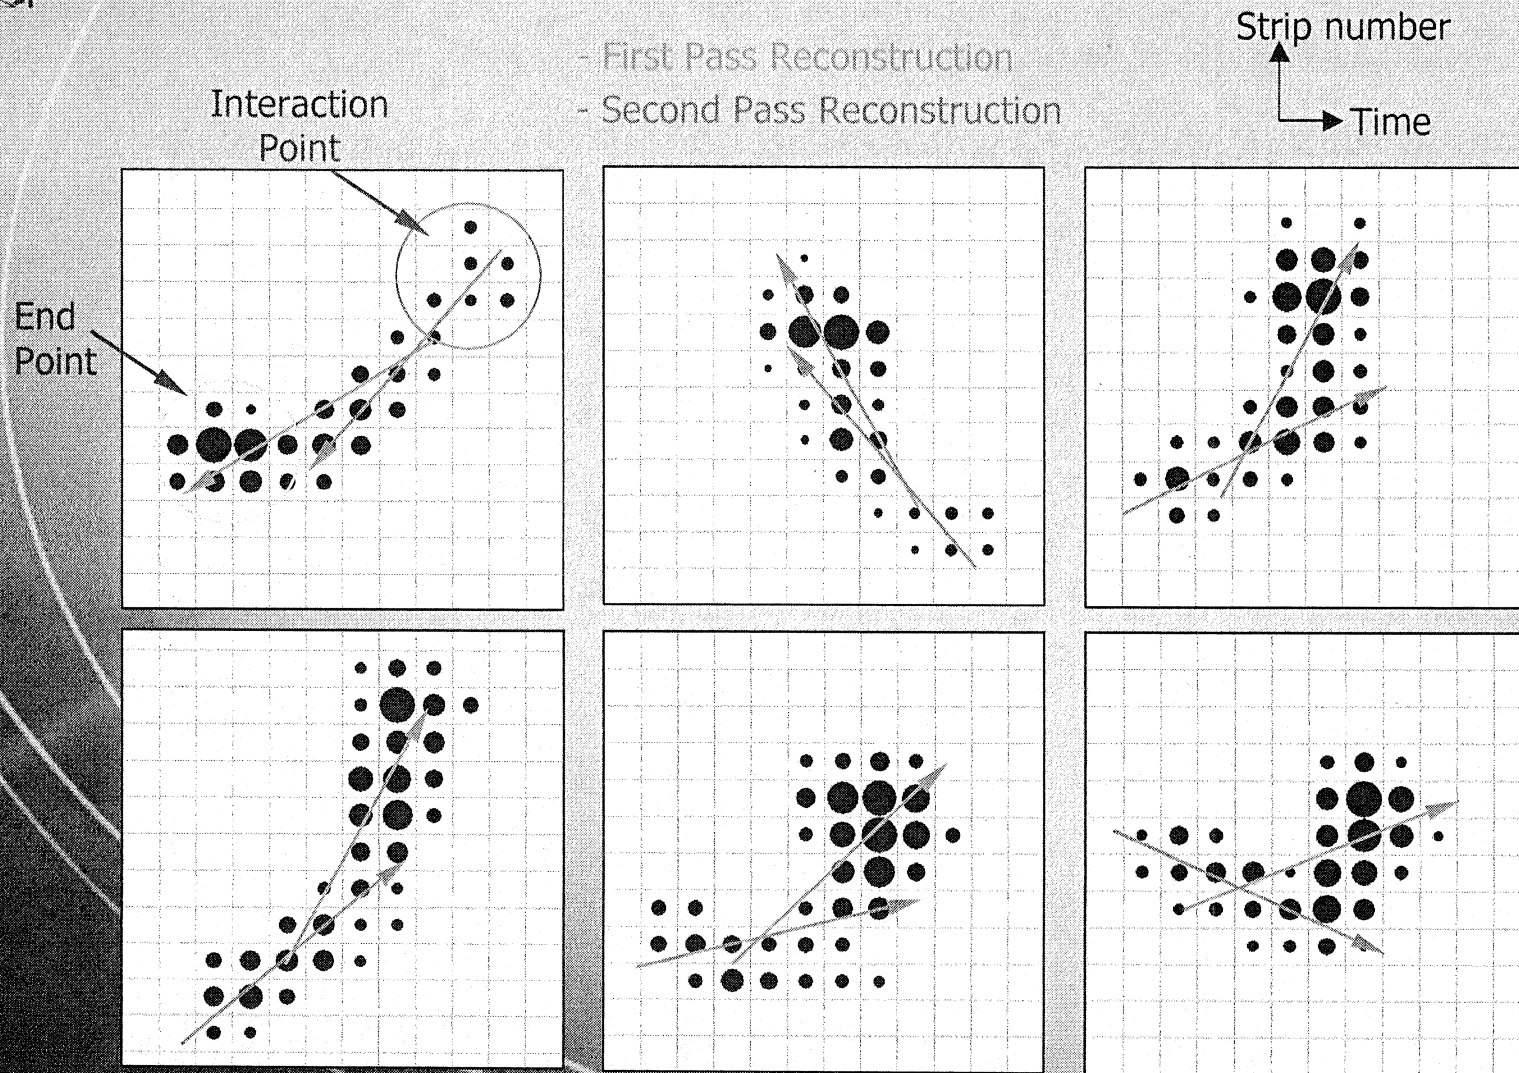 - First Pass Reconstruction
- Second Pass Reconstruction
Strip number
Time
Interaction
Point
End
Point